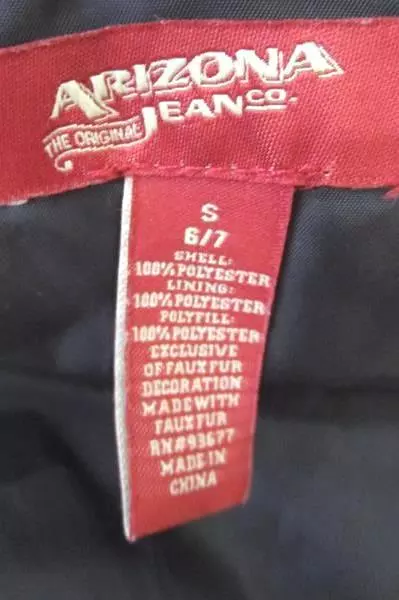 ARIZONA
THE ORIGINAL JEAN CO.
S
6/7
SHELL:
100% POLYESTER
LINING:
100% POLYESTER
POLYFILL:
100% POLYESTER
EXCLUSIVE
OF FAUX FUR
DECORATION
MADE WITH
FAUX FUR
RN#93677
MADE IN
CHINA